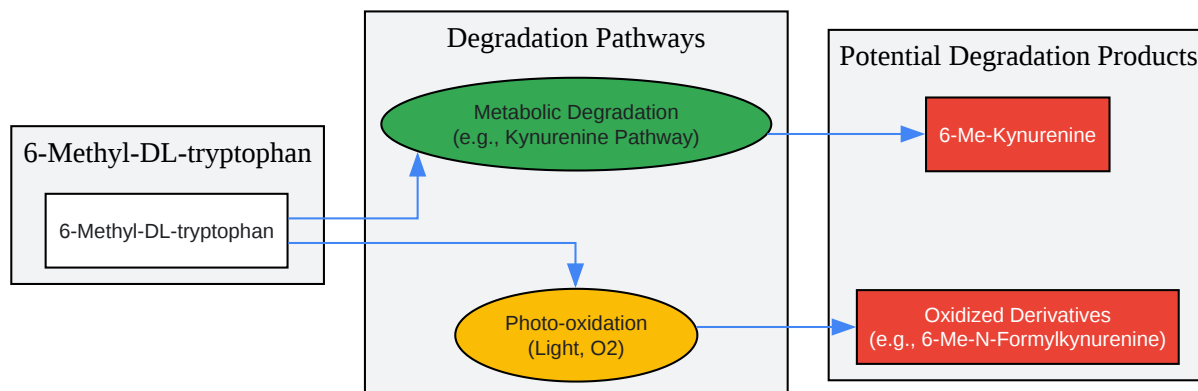 6-Methyl-DL-tryptophan
6-Methyl-DL-tryptophan
Degradation Pathways
Metabolic Degradation
(e.g., Kynurenine Pathway)
Photo-oxidation
(Light, O2)
Potential Degradation Products
6-Me-Kynurenine
Oxidized Derivatives
(e.g., 6-Me-N-Formylkynurenine)